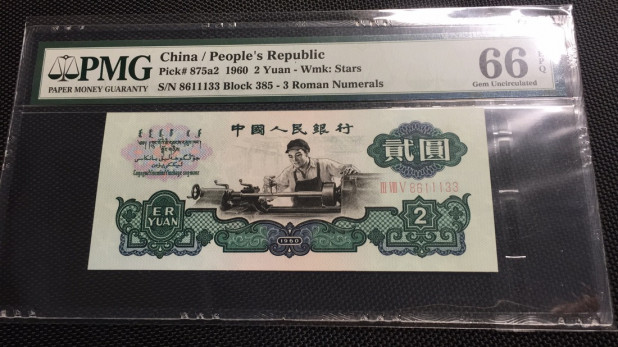 PMG
PAPER MONEY GUARANTY
China / People's Republic
Pick# 875a2 1960 2 Yuan - Wmk: Stars
S/N 8611133 Block 385 - 3 Roman Numerals
66 EPQ
Gem Uncirculated
中國人民銀行
貳圓
III VIII V 8611133
ER
YUAN
1960
2